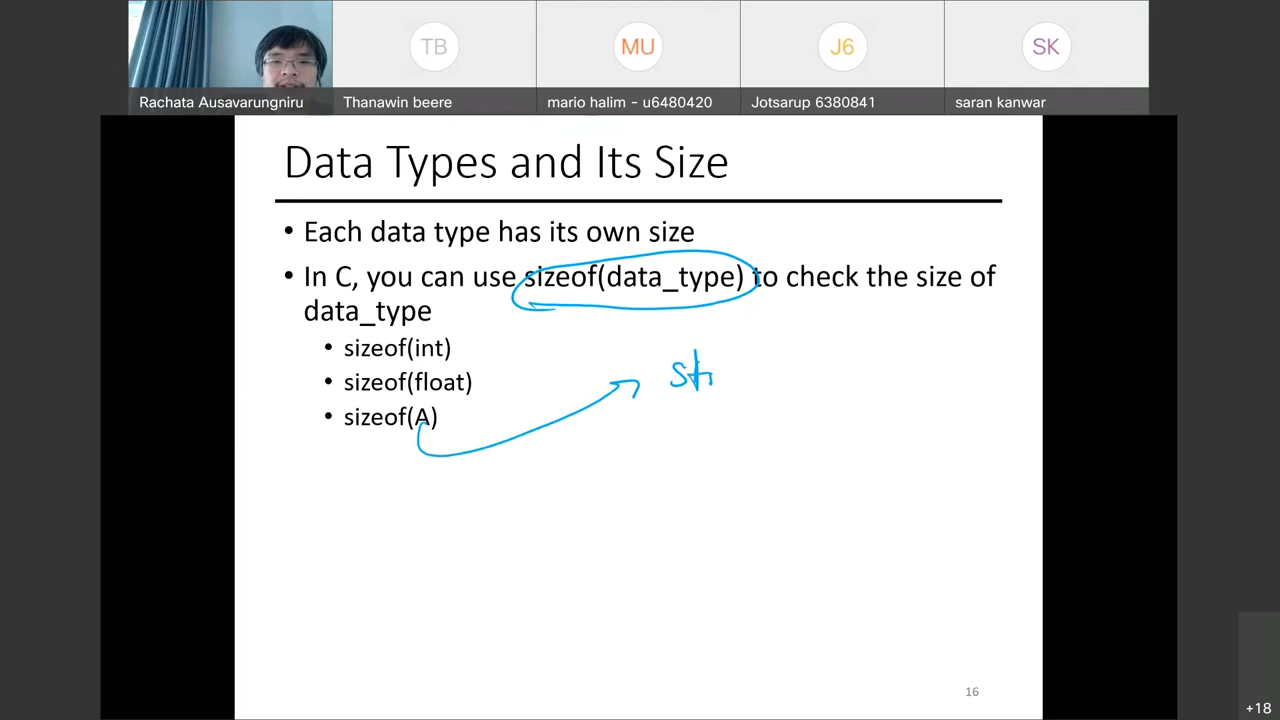 TB
MU
J6
SK
Rachata Ausavarungniru
Thanawin beere
mario halim - u6480420
Jotsarup 6380841
saran kanwar
Data Types and Its Size
• Each data type has its own size
• In C, you can use sizeof(data_type) to check the size of
data_type
• sizeof(int)
• sizeof(float)
• sizeof(A)
16
+18